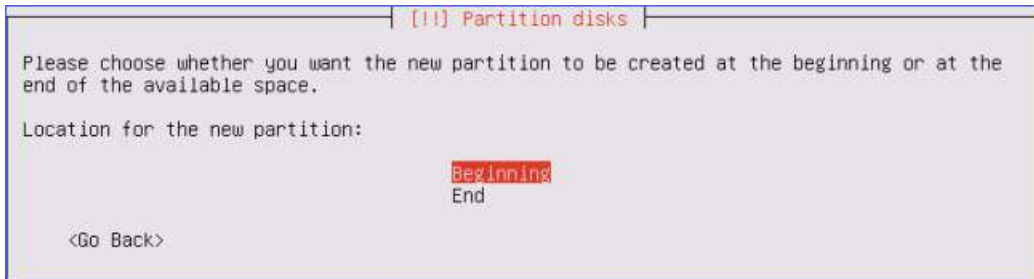 [!!] Partition disks
Please choose whether you want the new partition to be created at the beginning or at the
end of the available space.
Location for the new partition:
Beginning
End
<Go Back>